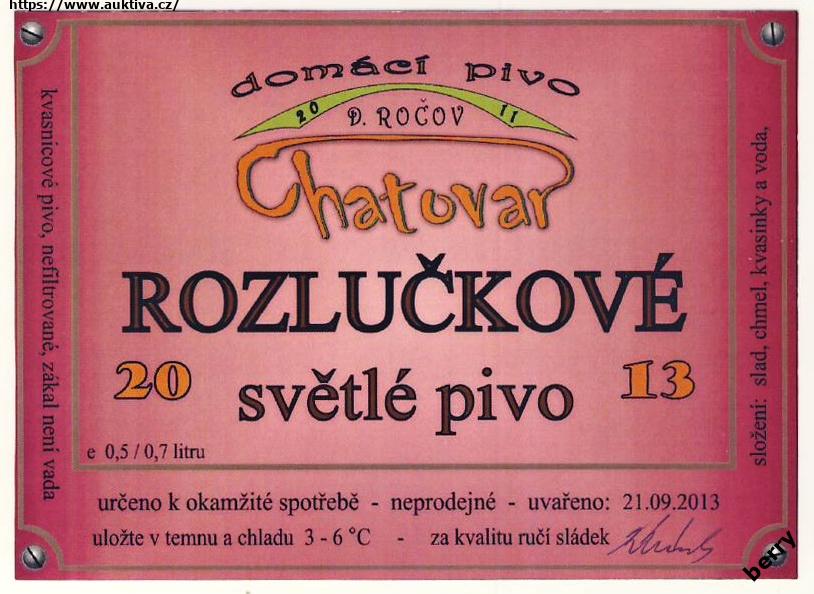 https://www.auktiva.cz/
domácí pivo
20 11
D. ROČOV
Chatovar
ROZLUČKOVÉ
20 13
světlé pivo
e 0,5 / 0,7 litru
určeno k okamžité spotřebě - neprodejné - uvařeno: 21.09.2013
uložte v temnu a chladu 3 - 6 °C - za kvalitu ručí sládek
kvasnicové pivo, nefiltrované, zákal není vada
složení: slad, chmel, kvasinky a voda,
berry